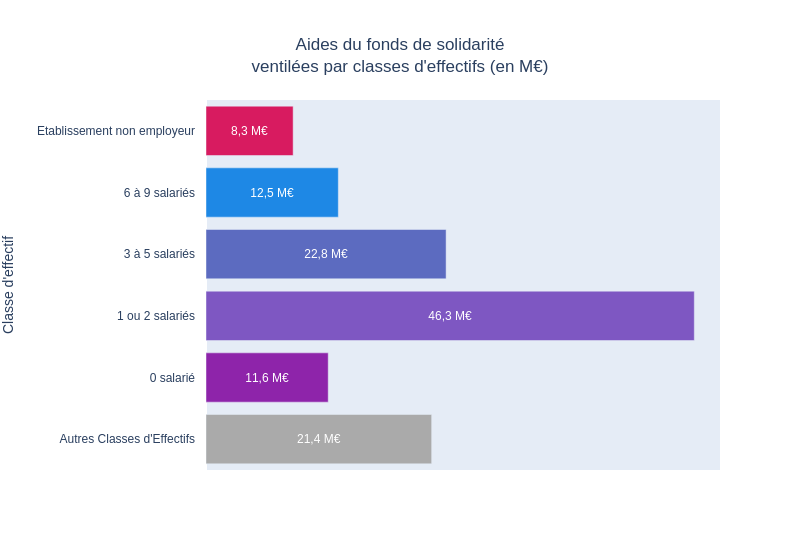 Aides du fonds de solidarité
ventilées par classes d'effectifs (en M€)
Classe d'effectif
Etablissement non employeur
8,3 M€
6 à 9 salariés
12,5 M€
3 à 5 salariés
22,8 M€
1 ou 2 salariés
46,3 M€
0 salarié
11,6 M€
Autres Classes d'Effectifs
21,4 M€